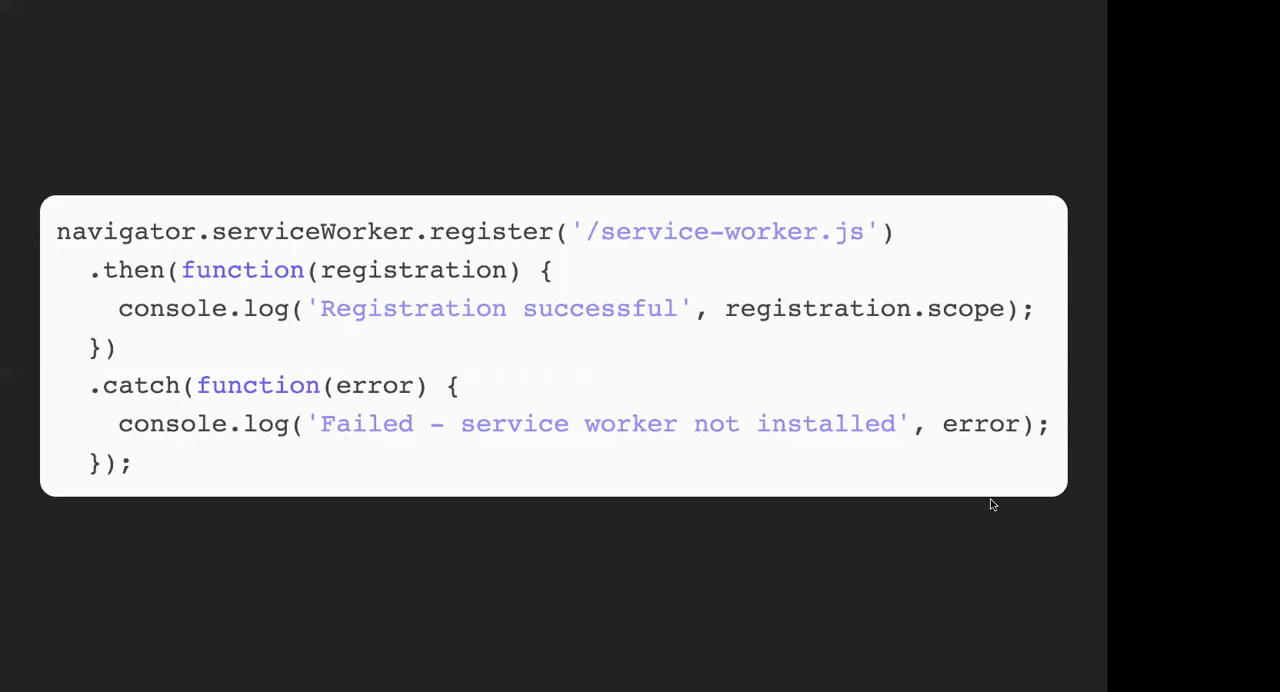 navigator.serviceWorker.register('/service-worker.js')
  .then(function(registration) {
    console.log('Registration successful', registration.scope);
  })
  .catch(function(error) {
    console.log('Failed - service worker not installed', error);
  });